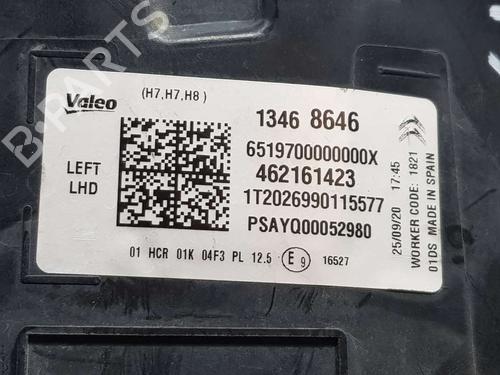 B-PARTS
Valeo
(H7,H7,H8 )
1346 8646
6519700000000X
462161423
1T2026990115577
PSAYQ00052980
LEFT
LHD
01 HCR 01K 04F3 PL 12.5 E9 16527
25/09/20 17:45
WORKER CODE: 1821
01DS MADE IN SPAIN